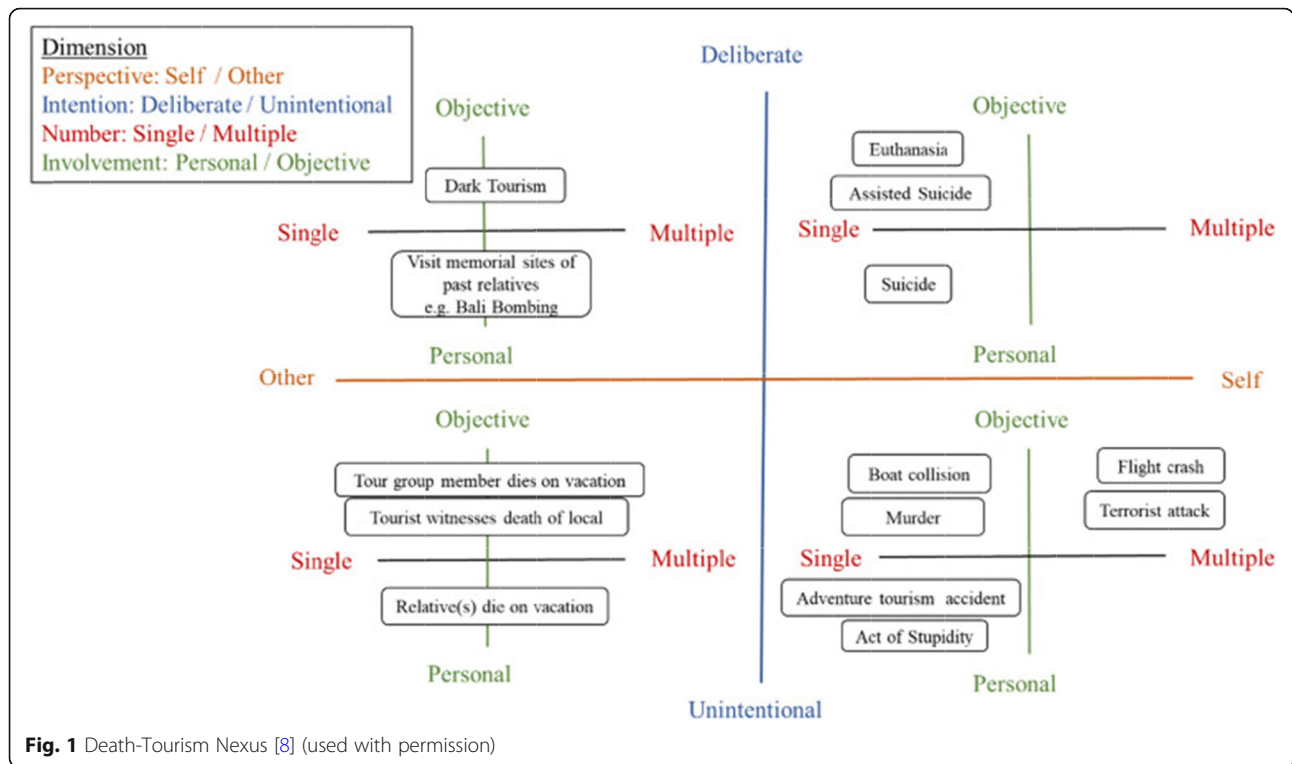 Dimension
Perspective: Self / Other
Intention: Deliberate / Unintentional
Number: Single / Multiple
Involvement: Personal / Objective
Deliberate
Objective
Dark Tourism
Single
Multiple
Visit memorial sites of
past relatives
e.g. Bali Bombing
Personal
Objective
Euthanasia
Assisted Suicide
Single
Multiple
Suicide
Personal
Other
Self
Objective
Tour group member dies on vacation
Tourist witnesses death of local
Single
Multiple
Relative(s) die on vacation
Personal
Objective
Boat collision
Flight crash
Murder
Terrorist attack
Single
Multiple
Adventure tourism accident
Act of Stupidity
Personal
Unintentional
Fig. 1 Death-Tourism Nexus [8] (used with permission)